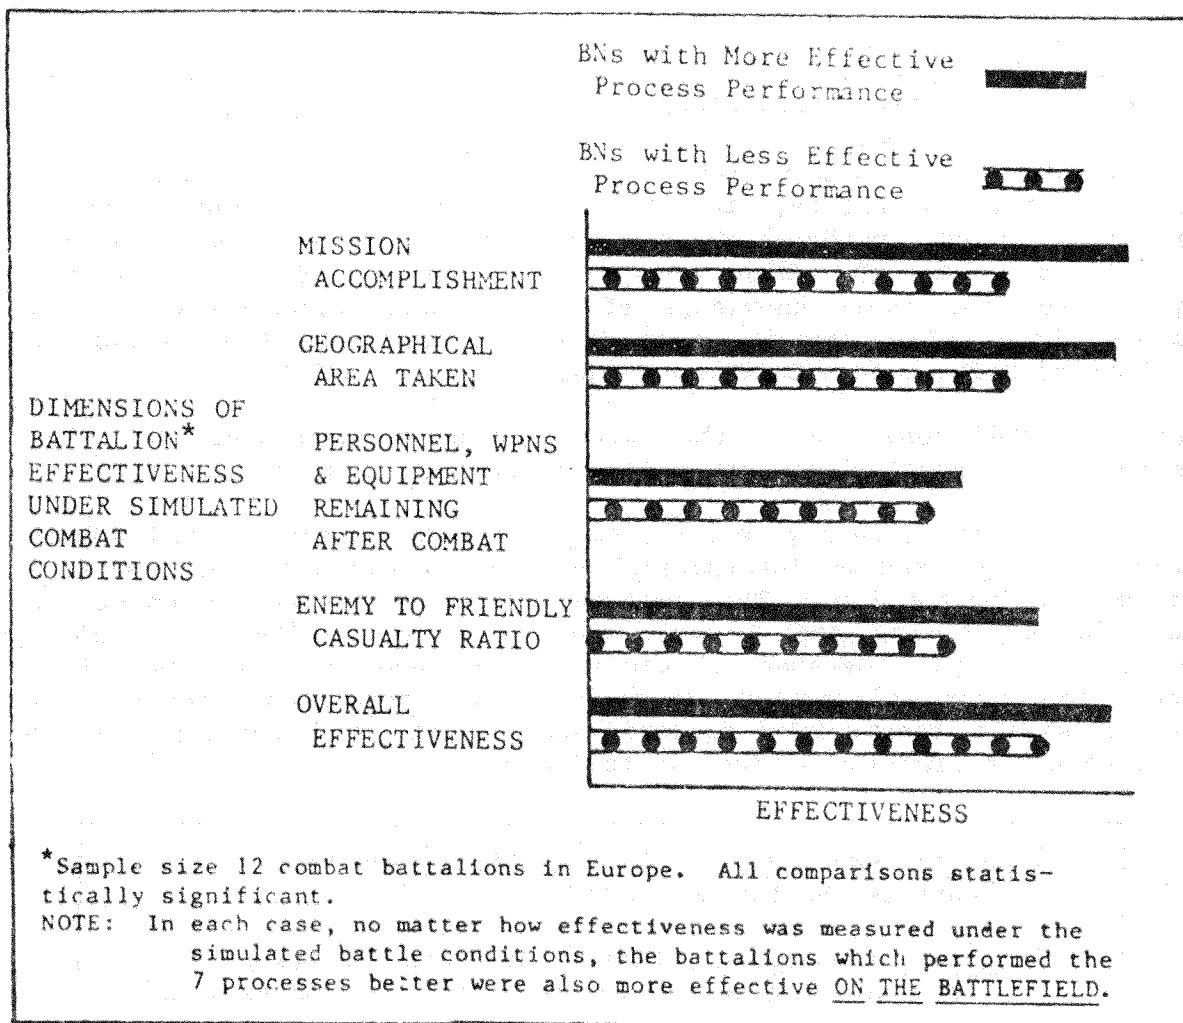 BNs with More Effective
Process Performance
BNs with Less Effective
Process Performance
MISSION
ACCOMPLISHMENT
GEOGRAPHICAL
AREA TAKEN
DIMENSIONS OF
BATTALION*
EFFECTIVENESS
UNDER SIMULATED
COMBAT
CONDITIONS
PERSONNEL, WPNS
& EQUIPMENT
REMAINING
AFTER COMBAT
ENEMY TO FRIENDLY
CASUALTY RATIO
OVERALL
EFFECTIVENESS
EFFECTIVENESS
*Sample size 12 combat battalions in Europe. All comparisons statis-
tically significant.
NOTE: In each case, no matter how effectiveness was measured under the
simulated battle conditions, the battalions which performed the
7 processes better were also more effective ON THE BATTLEFIELD.